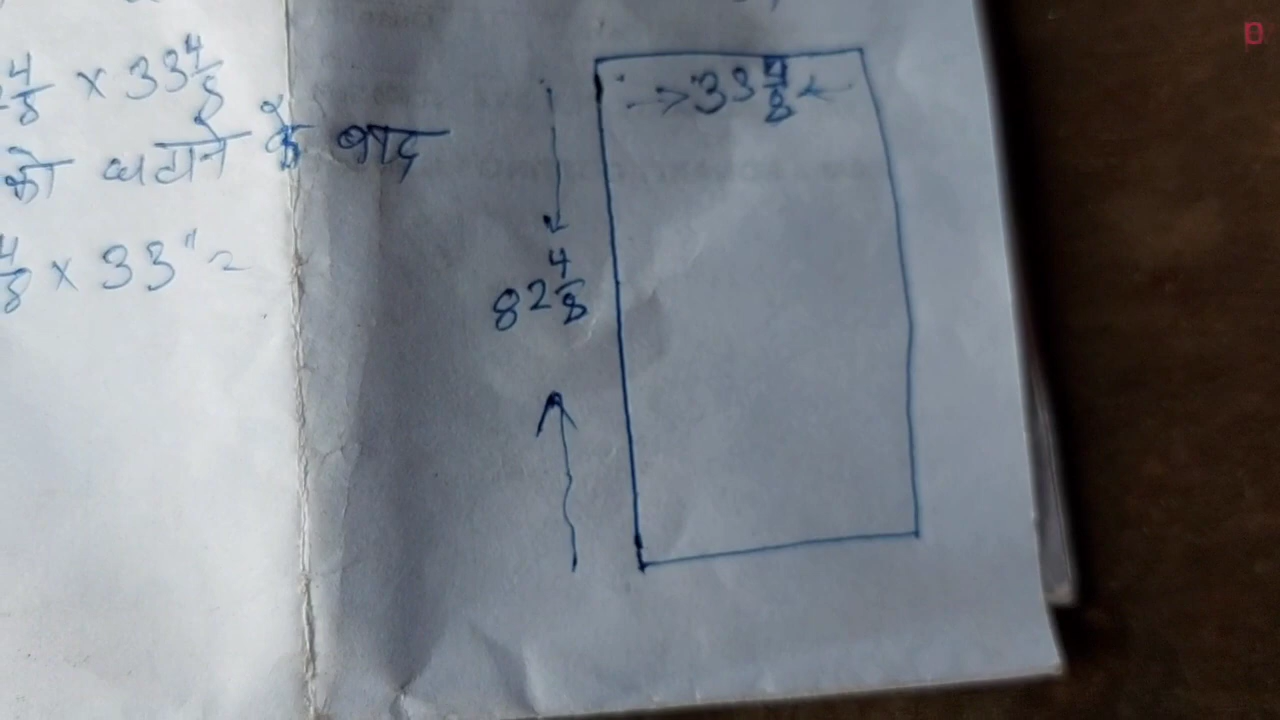 4/8 × 33 4/8
को घटाने के बाद
4/8 × 33" =
→ 33 4/8 ←
82 4/8